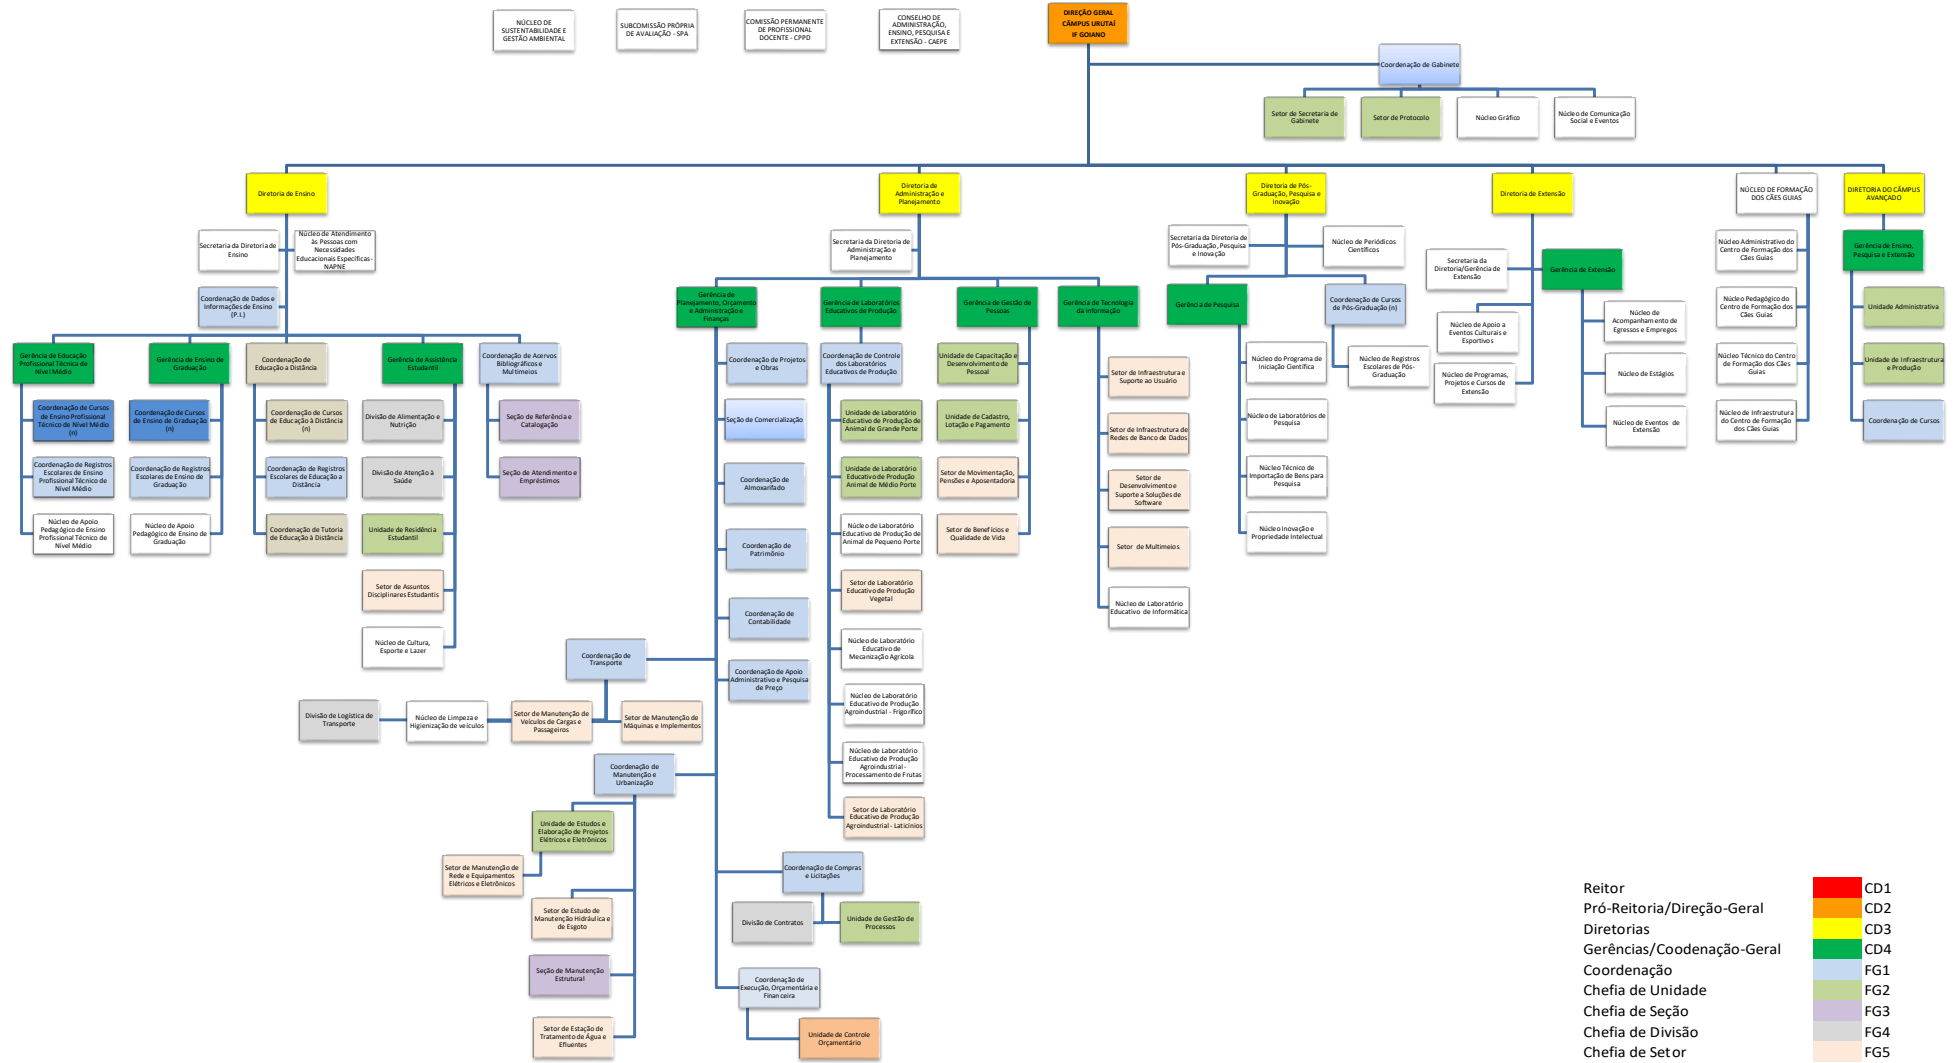 NÚCLEO DE
SUSTENTABILIDADE E
GESTÃO AMBIENTAL
SUBCOMISSÃO PRÓPRIA
DE AVALIAÇÃO - SPA
COMISSÃO PERMANENTE
DE PROFISSIONAL
DOCENTE - CPPD
CONSELHO DE
ADMINISTRAÇÃO,
ENSINO, PESQUISA E
EXTENSÃO - CAEPE
DIREÇÃO GERAL
CÂMPUS URUTAÍ
IF GOIANO
Coordenação de Gabinete
Setor de Secretaria de
Gabinete
Setor de Protocolo
Núcleo Gráfico
Núcleo de Comunicação
Social e Eventos
Diretoria de Ensino
Diretoria de
Administração e
Planejamento
Diretoria de Pós-
Graduação, Pesquisa e
Inovação
Diretoria de Extensão
NÚCLEO DE FORMAÇÃO
DOS CÃES GUIAS
DIRETORIA DO CÂMPUS
AVANÇADO
Secretaria da Diretoria de
Ensino
Núcleo de Atendimento
às Pessoas com
Necessidades
Educacionais Específicas -
NAPNE
Coordenação de Dados e
Informações de Ensino
(P.I.)
Gerência de Educação
Profissional Técnica de
Nível Médio
Gerência de Ensino de
Graduação
Coordenação de
Educação a Distância
Gerência de Assistência
Estudantil
Coordenação de Acervos
Bibliográficos e
Multimeios
Coordenação de Cursos
de Ensino Profissional
Técnico de Nível Médio
(n)
Coordenação de Registros
Escolares de Ensino
Profissional Técnico de
Nível Médio
Núcleo de Apoio
Pedagógico de Ensino
Profissional Técnico de
Nível Médio
Coordenação de Cursos
de Ensino de Graduação
(n)
Coordenação de Registros
Escolares de Ensino de
Graduação
Núcleo de Apoio
Pedagógico de Ensino de
Graduação
Coordenação de Cursos
de Educação à Distância
(n)
Coordenação de Registros
Escolares de Educação a
Distância
Coordenação de Tutoria
de Educação à Distância
Divisão de Alimentação e
Nutrição
Divisão de Atenção à
Saúde
Unidade de Residência
Estudantil
Setor de Assuntos
Disciplinares Estudantis
Núcleo de Cultura,
Esporte e Lazer
Seção de Referência e
Catalogação
Seção de Atendimento e
Empréstimos
Secretaria da Diretoria de
Administração e
Planejamento
Gerência de
Planejamento, Orçamento
e Administração e
Finanças
Gerência de Laboratórios
Educativos de Produção
Gerência de Gestão de
Pessoas
Gerência de Tecnologia
da Informação
Coordenação de Projetos
e Obras
Seção de Comercialização
Coordenação de
Almoxarifado
Coordenação de
Patrimônio
Coordenação de
Contabilidade
Coordenação de Apoio
Administrativo e Pesquisa
de Preço
Coordenação de
Transporte
Divisão de Logística de
Transporte
Núcleo de Limpeza e
Higienização de veículos
Setor de Manutenção de
Veículos de Cargas e
Passageiros
Setor de Manutenção de
Máquinas e Implementos
Coordenação de
Manutenção e
Urbanização
Unidade de Estudos e
Elaboração de Projetos
Elétricos e Eletrônicos
Setor de Manutenção de
Rede e Equipamentos
Elétricos e Eletrônicos
Setor de Estudo de
Manutenção Hidráulica e
de Esgoto
Seção de Manutenção
Estrutural
Setor de Estação de
Tratamento de Água e
Efluentes
Coordenação de Compras
e Licitações
Divisão de Contratos
Unidade de Gestão de
Processos
Coordenação de
Execução, Orçamentária e
Financeira
Unidade de Controle
Orçamentário
Coordenação de Controle
dos Laboratórios
Educativos de Produção
Unidade de Laboratório
Educativo de Produção de
Animal de Grande Porte
Unidade de Laboratório
Educativo de Produção
Animal de Médio Porte
Núcleo de Laboratório
Educativo de Produção de
Animal de Pequeno Porte
Setor de Laboratório
Educativo de Produção
Vegetal
Núcleo de Laboratório
Educativo de
Mecanização Agrícola
Núcleo de Laboratório
Educativo de Produção
Agroindustrial - Frigorífico
Núcleo de Laboratório
Educativo de Produção
Agroindustrial -
Processamento de Frutas
Setor de Laboratório
Educativo de Produção
Agroindustrial - Laticínios
Unidade de Capacitação e
Desenvolvimento de
Pessoal
Unidade de Cadastro,
Lotação e Pagamento
Setor de Movimentação,
Pensões e Aposentadoria
Setor de Benefícios e
Qualidade de Vida
Setor de Infraestrutura e
Suporte ao Usuário
Setor de Infraestrutura de
Redes de Banco de Dados
Setor de
Desenvolvimento e
Suporte a Soluções de
Software
Setor de Multimeios
Núcleo de Laboratório
Educativo de Informática
Secretaria da Diretoria de
Pós-Graduação, Pesquisa
e Inovação
Núcleo de Periódicos
Científicos
Gerência de Pesquisa
Coordenação de Cursos
de Pós-Graduação (n)
Núcleo do Programa de
Iniciação Científica
Núcleo de Laboratórios de
Pesquisa
Núcleo Técnico de
Importação de Bens para
Pesquisa
Núcleo Inovação e
Propriedade Intelectual
Núcleo de Registros
Escolares de Pós-
Graduação
Secretaria da
Diretoria/Gerência de
Extensão
Gerência de Extensão
Núcleo de Apoio a
Eventos Culturais e
Esportivos
Núcleo de Programas,
Projetos e Cursos de
Extensão
Núcleo de
Acompanhamento de
Egressos e Empregos
Núcleo de Estágios
Núcleo de Eventos de
Extensão
Núcleo Administrativo do
Centro de Formação dos
Cães Guias
Núcleo Pedagógico do
Centro de Formação dos
Cães Guias
Núcleo Técnico do Centro
de Formação dos Cães
Guias
Núcleo de Infraestrutura
do Centro de Formação
dos Cães Guias
Gerência de Ensino,
Pesquisa e Extensão
Unidade Administrativa
Unidade de Infraestrutura
e Produção
Coordenação de Cursos
Reitor CD1
Pró-Reitoria/Direção-Geral CD2
Diretorias CD3
Gerências/Coodenação-Geral CD4
Coordenação FG1
Chefia de Unidade FG2
Chefia de Seção FG3
Chefia de Divisão FG4
Chefia de Setor FG5